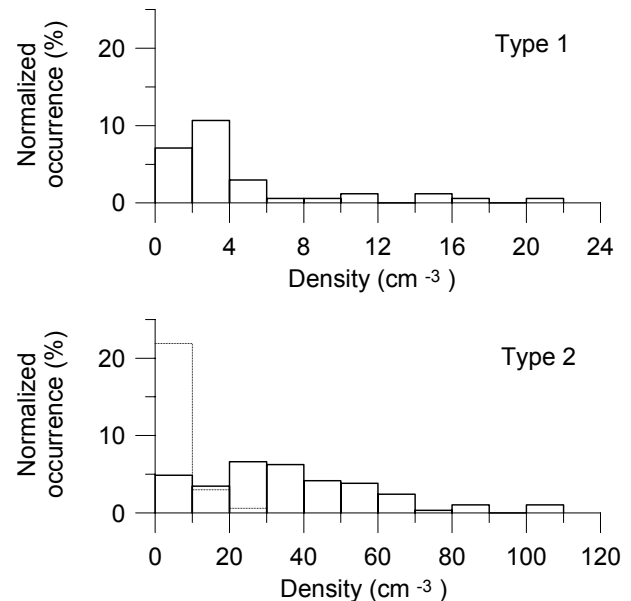 Normalized
occurrence (%)
20
10
0
Type 1
0 4 8 12 16 20 24
Density (cm -3 )
Normalized
occurrence (%)
20
10
0
Type 2
0 20 40 60 80 100 120
Density (cm -3 )